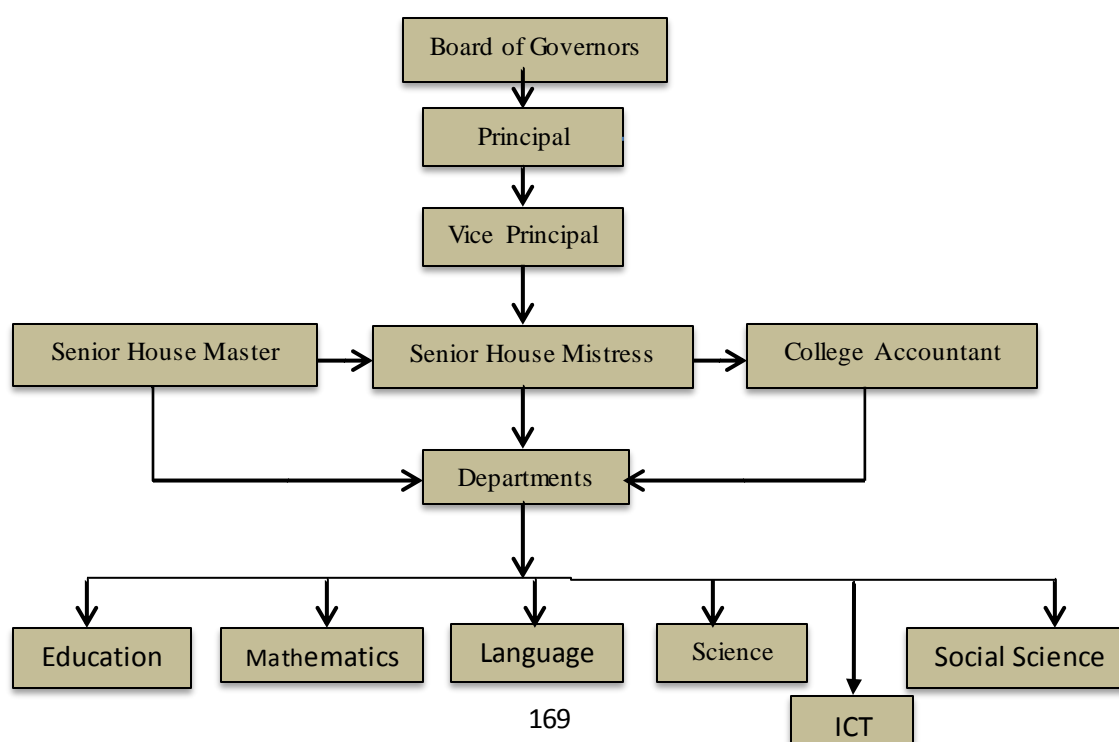 Board of Governors
Principal
Vice Principal
Senior House Master
Senior House Mistress
College Accountant
Departments
Education
Mathematics
Language
Science
Social Science
ICT
169